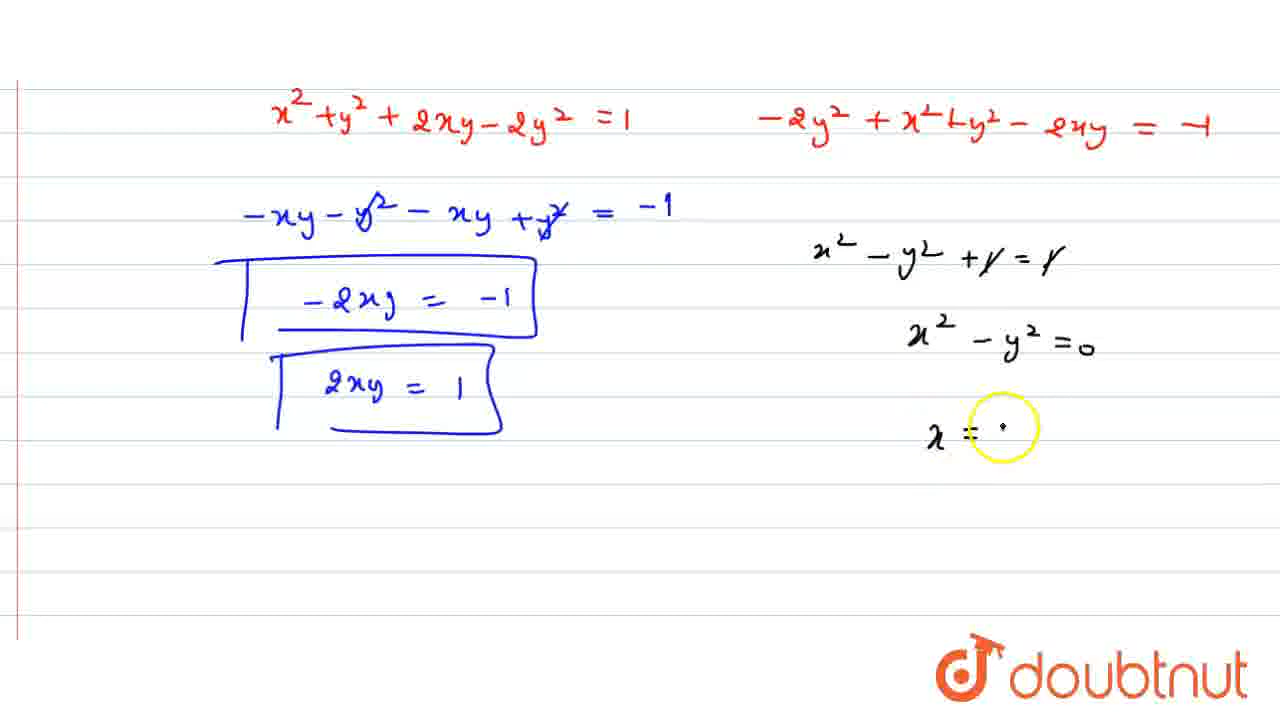 x² + y² + 2xy - 2y² = 1
-2y² + x² + y² - 2xy = -1
-xy - y² - xy + y² = -1
-2xy = -1
2xy = 1
x² - y² + 1 = 1
x² - y² = 0
x =
doubtnut